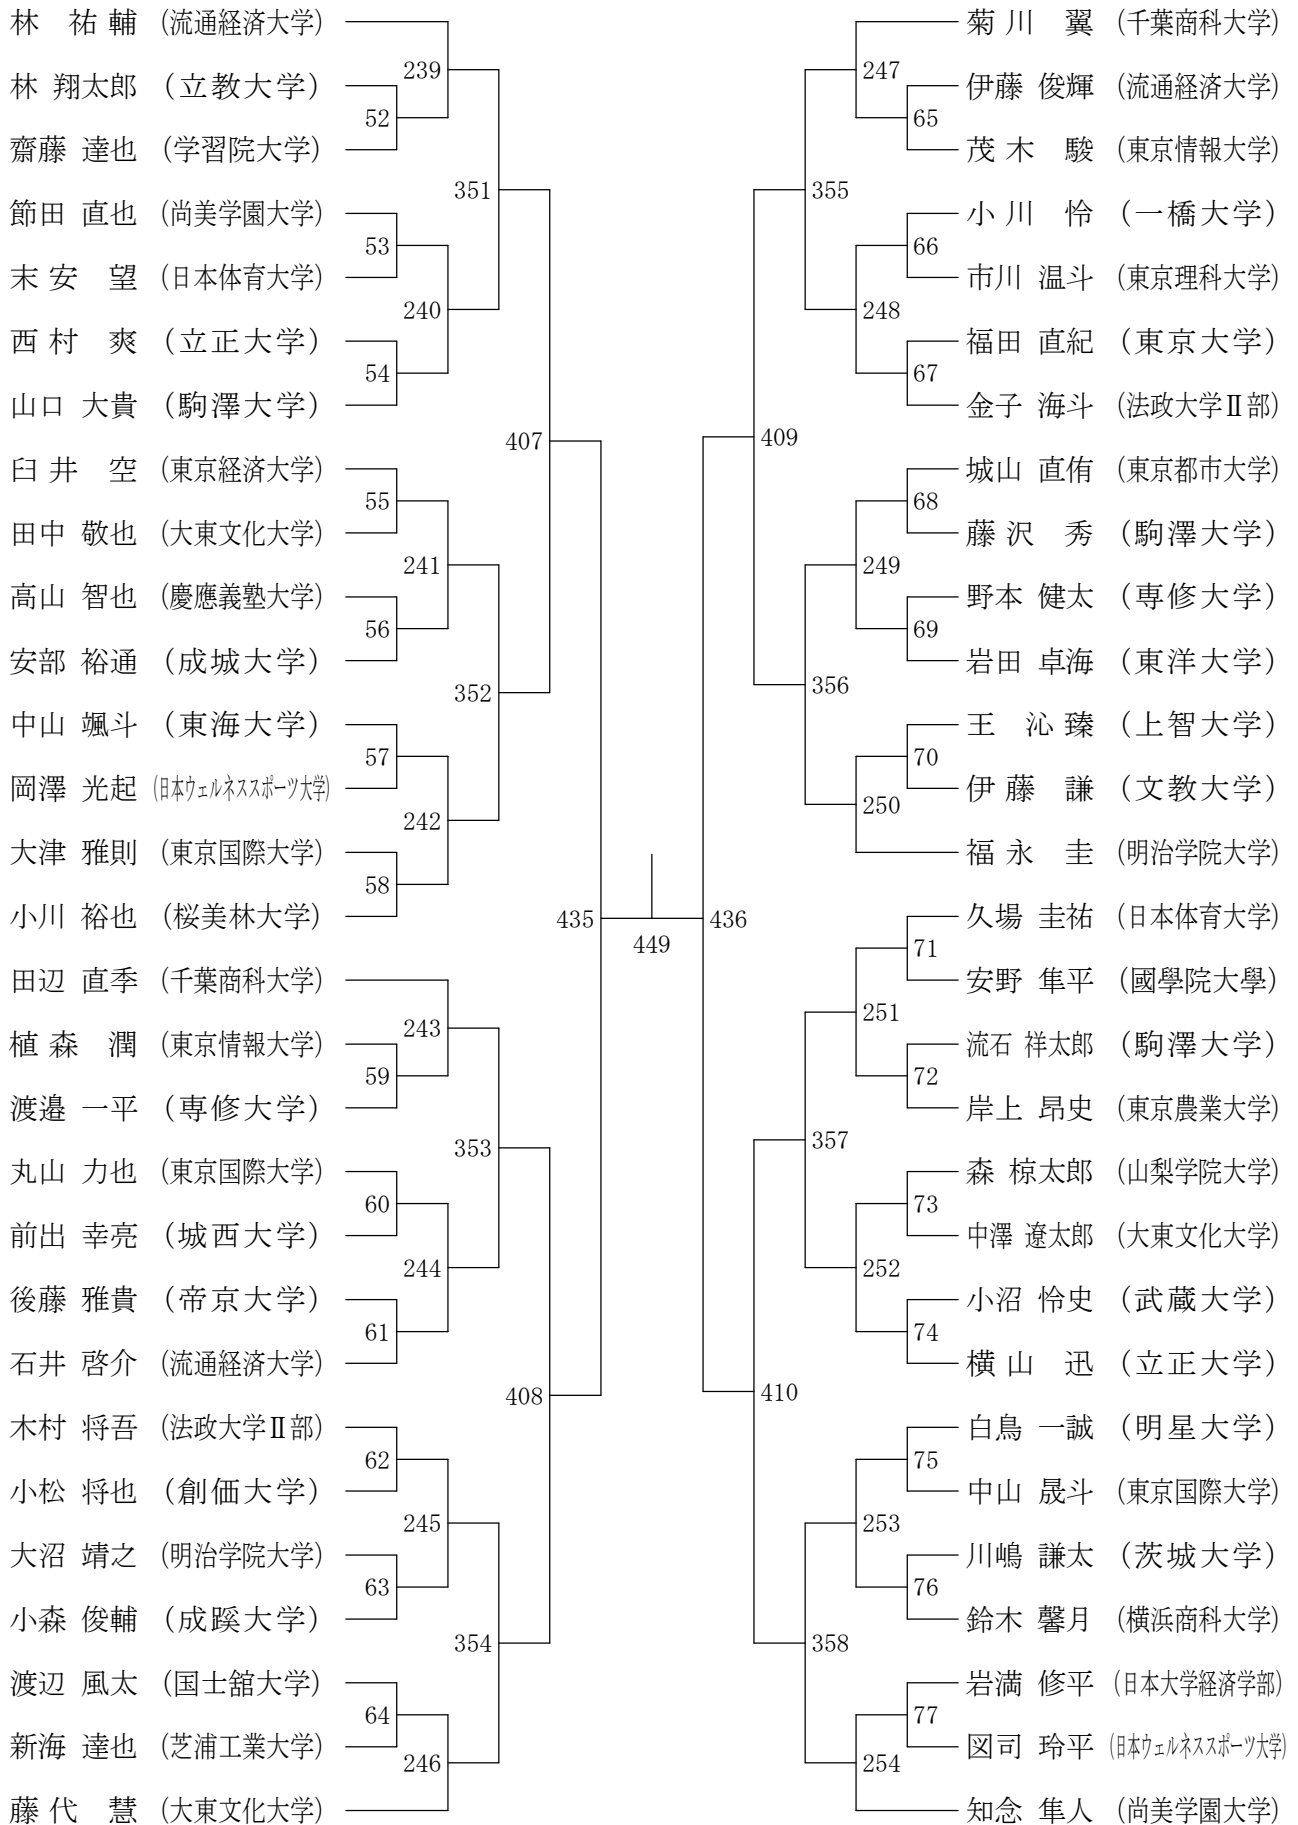 林 祐輔 (流通経済大学)
林 翔太郎 (立教大学)
齋藤 達也 (学習院大学)
節田 直也 (尚美学園大学)
末安 望 (日本体育大学)
西村 爽 (立正大学)
山口 大貴 (駒澤大学)
臼井 空 (東京経済大学)
田中 敬也 (大東文化大学)
高山 智也 (慶應義塾大学)
安部 裕通 (成城大学)
中山 颯斗 (東海大学)
岡澤 光起 (日本ウェルネススポーツ大学)
大津 雅則 (東京国際大学)
小川 裕也 (桜美林大学)
田辺 直季 (千葉商科大学)
植森 潤 (東京情報大学)
渡邉 一平 (専修大学)
丸山 力也 (東京国際大学)
前出 幸亮 (城西大学)
後藤 雅貴 (帝京大学)
石井 啓介 (流通経済大学)
木村 将吾 (法政大学Ⅱ部)
小松 将也 (創価大学)
大沼 靖之 (明治学院大学)
小森 俊輔 (成蹊大学)
渡辺 風太 (国士舘大学)
新海 達也 (芝浦工業大学)
藤代 慧 (大東文化大学)
52
53
54
55
56
57
58
59
60
61
62
63
64
239
240
241
242
243
244
245
246
351
352
353
354
407
408
435
449
436
409
410
355
356
357
358
247
248
249
250
251
252
253
254
65
66
67
68
69
70
71
72
73
74
75
76
77
菊川 翼 (千葉商科大学)
伊藤 俊輝 (流通経済大学)
茂木 駿 (東京情報大学)
小川 怜 (一橋大学)
市川 温斗 (東京理科大学)
福田 直紀 (東京大学)
金子 海斗 (法政大学Ⅱ部)
城山 直侑 (東京都市大学)
藤沢 秀 (駒澤大学)
野本 健太 (専修大学)
岩田 卓海 (東洋大学)
王 沁臻 (上智大学)
伊藤 謙 (文教大学)
福永 圭 (明治学院大学)
久場 圭祐 (日本体育大学)
安野 隼平 (國學院大學)
流石 祥太郎 (駒澤大学)
岸上 昂史 (東京農業大学)
森 椋太郎 (山梨学院大学)
中澤 遼太郎 (大東文化大学)
小沼 怜史 (武蔵大学)
横山 迅 (立正大学)
白鳥 一誠 (明星大学)
中山 晟斗 (東京国際大学)
川嶋 謙太 (茨城大学)
鈴木 馨月 (横浜商科大学)
岩満 修平 (日本大学経済学部)
図司 玲平 (日本ウェルネススポーツ大学)
知念 隼人 (尚美学園大学)